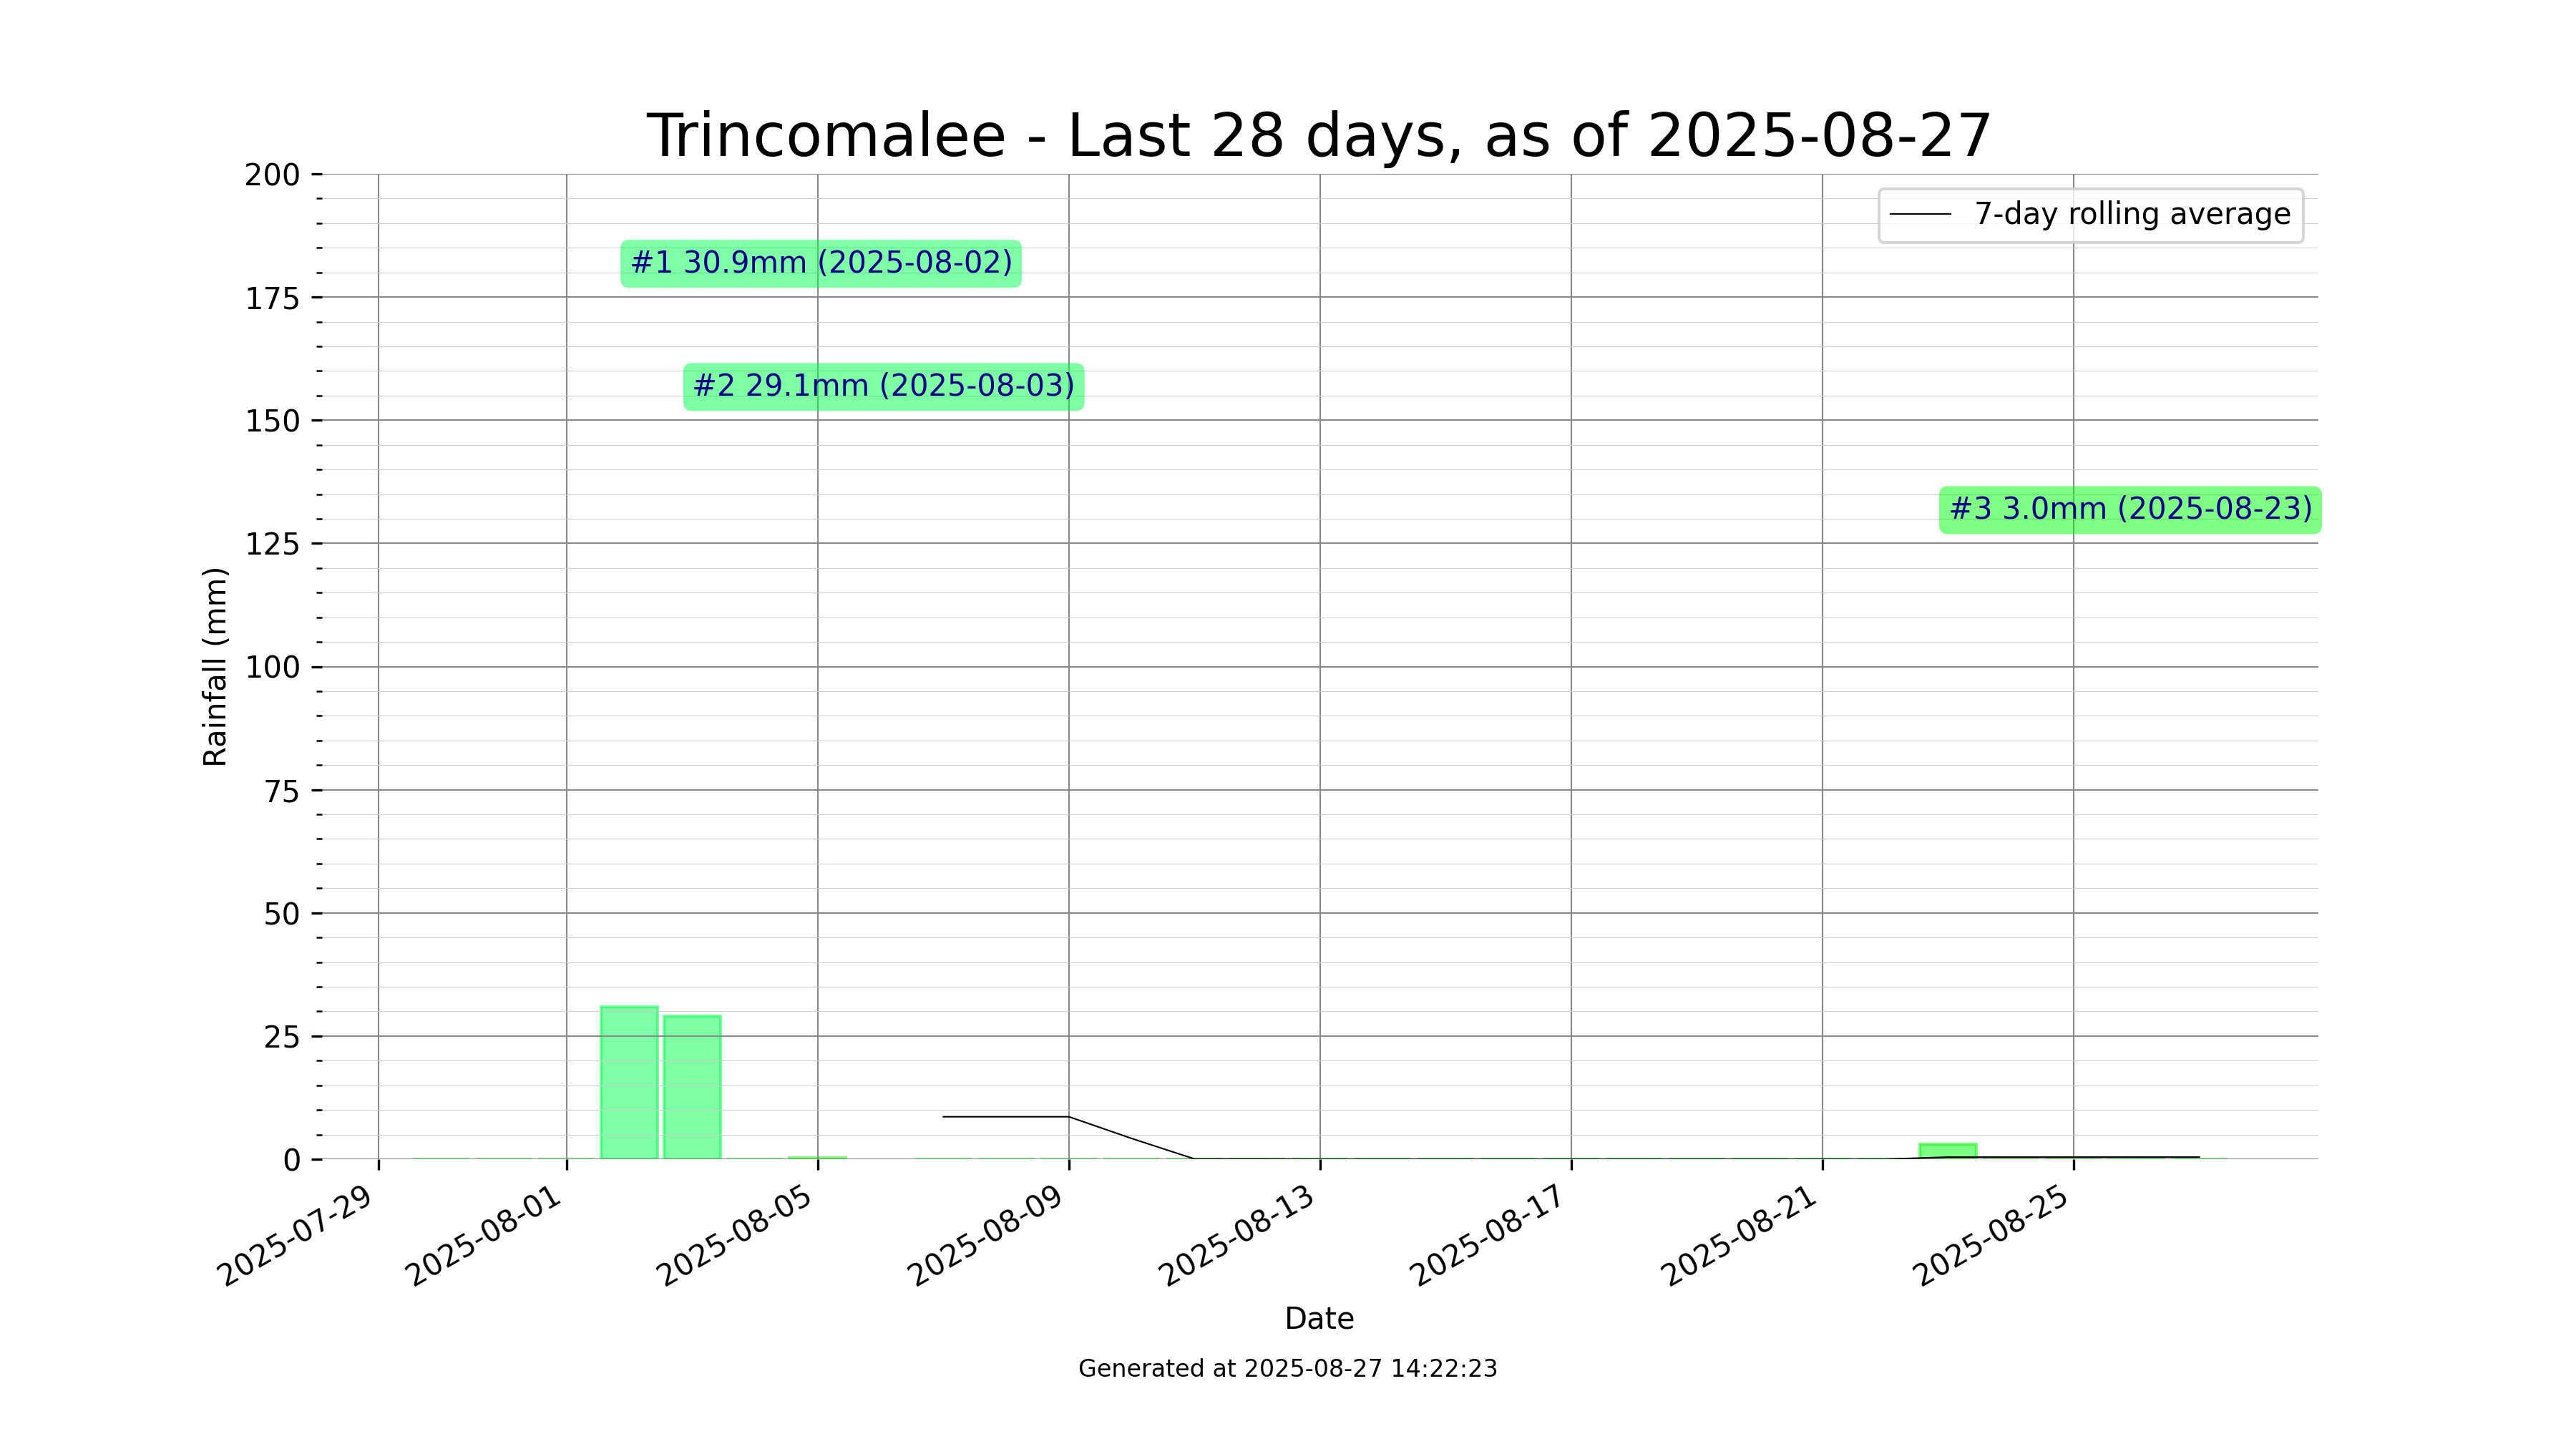 Trincomalee - Last 28 days, as of 2025-08-27
200
175
150
125
100
75
50
25
0
Rainfall (mm)
7-day rolling average
#1 30.9mm (2025-08-02)
#2 29.1mm (2025-08-03)
#3 3.0mm (2025-08-23)
2025-07-29
2025-08-01
2025-08-05
2025-08-09
2025-08-13
2025-08-17
2025-08-21
2025-08-25
Date
Generated at 2025-08-27 14:22:23